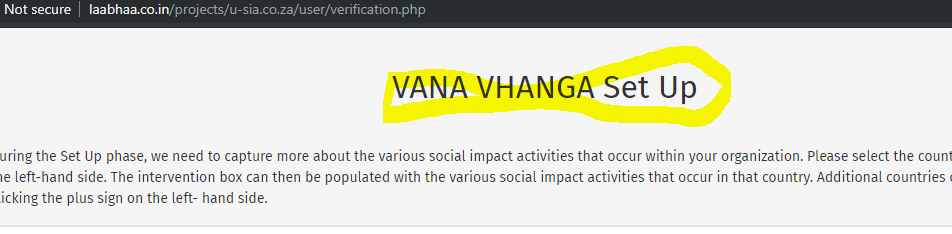 Not secure laabhaa.co.in/projects/u-sia.co.za/user/verification.php
VANA VHANGA Set Up
uring the Set Up phase, we need to capture more about the various social impact activities that occur within your organization. Please select the count
ne left-hand side. The intervention box can then be populated with the various social impact activities that occur in that country. Additional countries
licking the plus sign on the left- hand side.